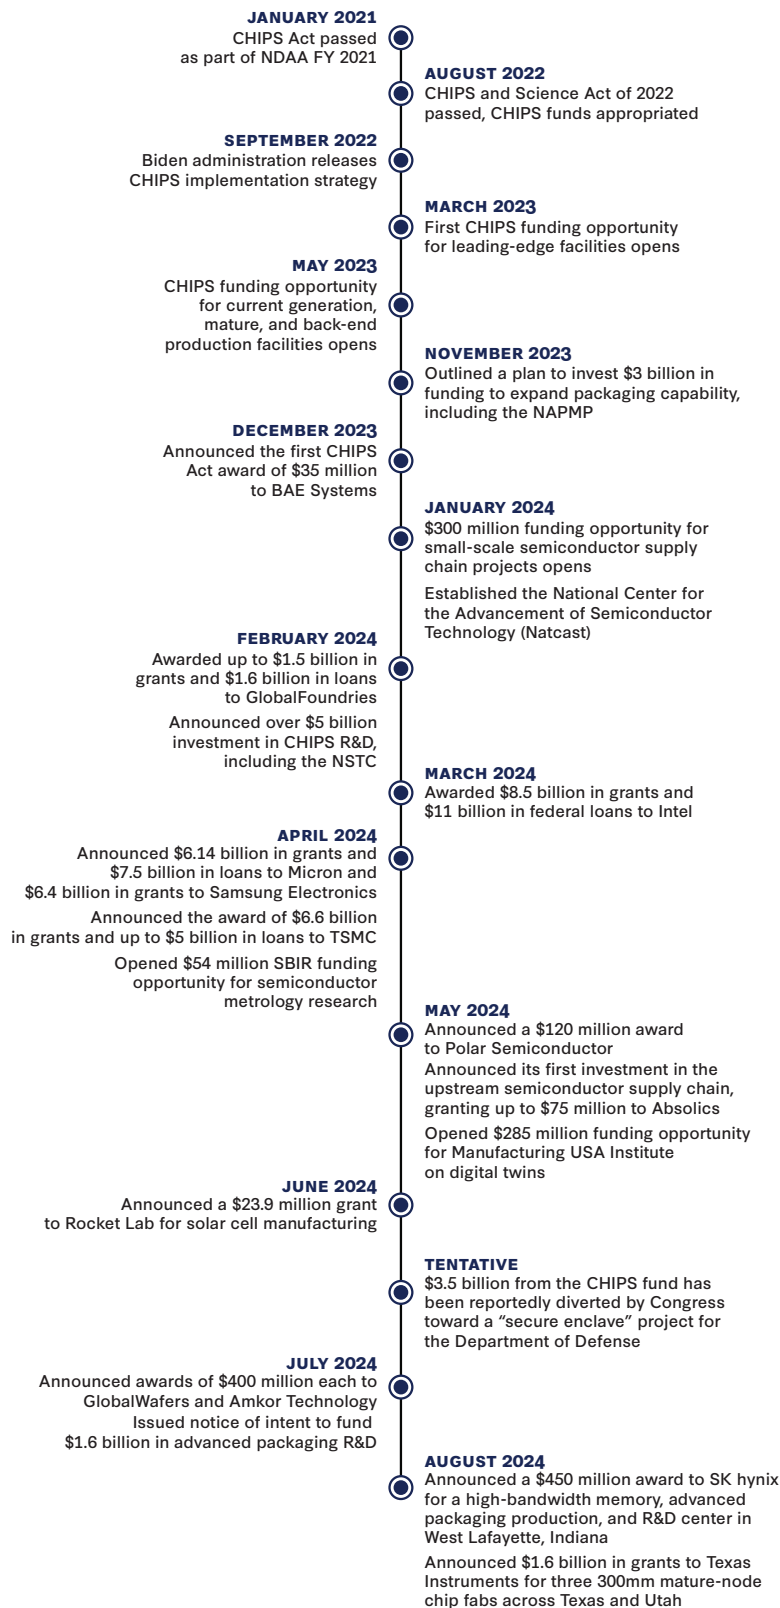 JANUARY 2021
CHIPS Act passed
as part of NDAA FY 2021
AUGUST 2022
CHIPS and Science Act of 2022
passed, CHIPS funds appropriated
SEPTEMBER 2022
Biden administration releases
CHIPS implementation strategy
MARCH 2023
First CHIPS funding opportunity
for leading-edge facilities opens
MAY 2023
CHIPS funding opportunity
for current generation,
mature, and back-end
production facilities opens
NOVEMBER 2023
Outlined a plan to invest $3 billion in
funding to expand packaging capability,
including the NAPMP
DECEMBER 2023
Announced the first CHIPS
Act award of $35 million
to BAE Systems
JANUARY 2024
$300 million funding opportunity for
small-scale semiconductor supply
chain projects opens
Established the National Center for
the Advancement of Semiconductor
Technology (Natcast)
FEBRUARY 2024
Awarded up to $1.5 billion in
grants and $1.6 billion in loans
to GlobalFoundries
Announced over $5 billion
investment in CHIPS R&D,
including the NSTC
MARCH 2024
Awarded $8.5 billion in grants and
$11 billion in federal loans to Intel
APRIL 2024
Announced $6.14 billion in grants and
$7.5 billion in loans to Micron and
$6.4 billion in grants to Samsung Electronics
Announced the award of $6.6 billion
in grants and up to $5 billion in loans to TSMC
Opened $54 million SBIR funding
opportunity for semiconductor
metrology research
MAY 2024
Announced a $120 million award
to Polar Semiconductor
Announced its first investment in the
upstream semiconductor supply chain,
granting up to $75 million to Absolics
Opened $285 million funding opportunity
for Manufacturing USA Institute
on digital twins
JUNE 2024
Announced a $23.9 million grant
to Rocket Lab for solar cell manufacturing
TENTATIVE
$3.5 billion from the CHIPS fund has
been reportedly diverted by Congress
toward a “secure enclave” project for
the Department of Defense
JULY 2024
Announced awards of $400 million each to
GlobalWafers and Amkor Technology
Issued notice of intent to fund
$1.6 billion in advanced packaging R&D
AUGUST 2024
Announced a $450 million award to SK hynix
for a high-bandwidth memory, advanced
packaging production, and R&D center in
West Lafayette, Indiana
Announced $1.6 billion in grants to Texas
Instruments for three 300mm mature-node
chip fabs across Texas and Utah